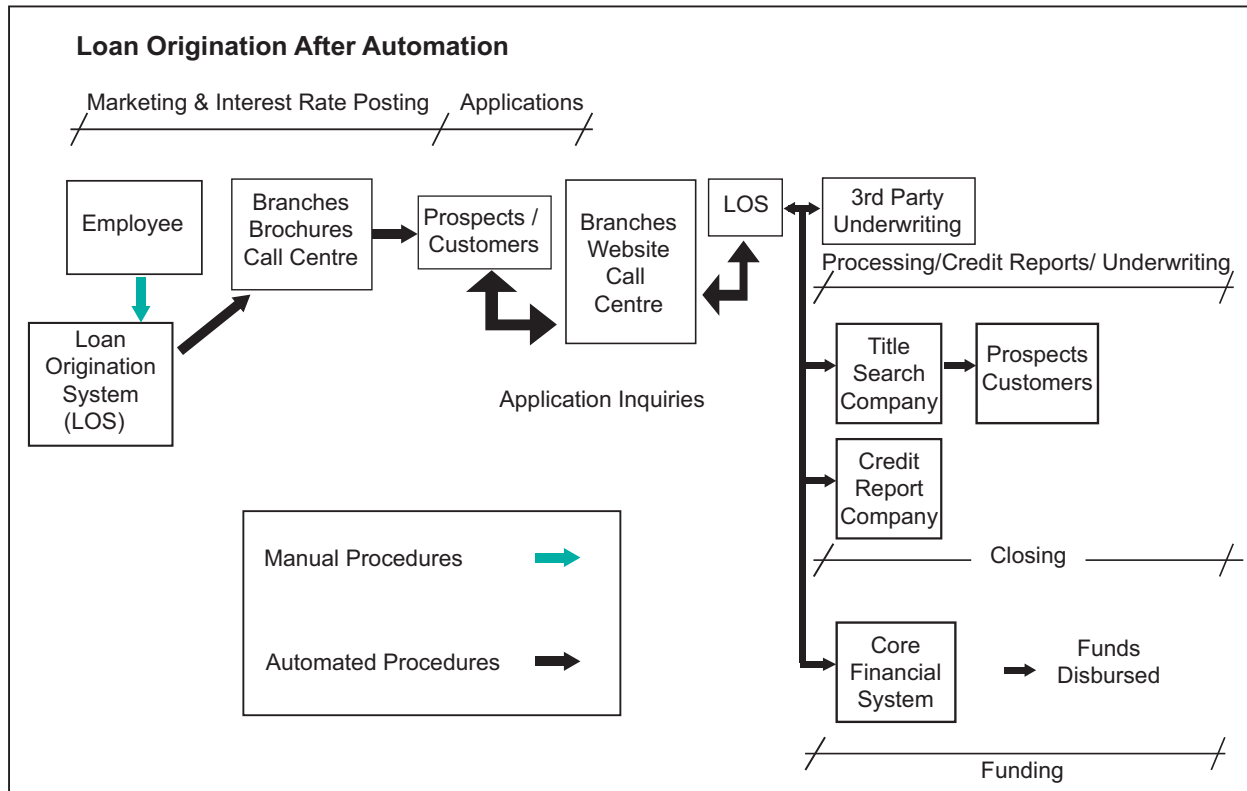 Loan Origination After Automation
Marketing & Interest Rate Posting
Applications
Employee
Branches
Brochures
Call Centre
Prospects /
Customers
Branches
Website
Call
Centre
LOS
3rd Party
Underwriting
Processing/Credit Reports/ Underwriting
Loan
Origination
System
(LOS)
Application Inquiries
Title
Search
Company
Prospects
Customers
Credit
Report
Company
Closing
Manual Procedures
Automated Procedures
Core
Financial
System
Funds
Disbursed
Funding